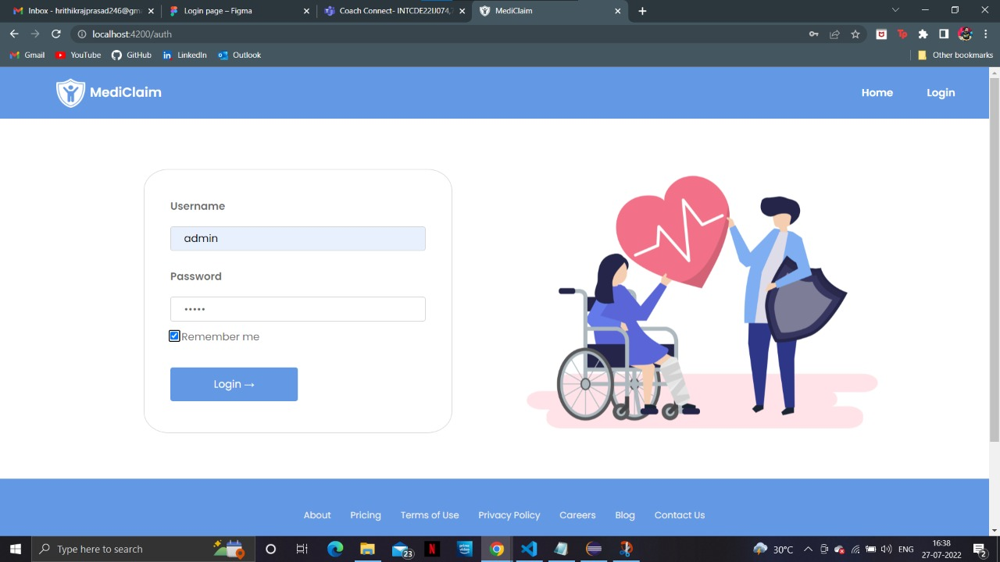 Inbox - hrithikrajprasad246@gm
Login page – Figma
Coach Connect- INTCDE22IJ074,
MediClaim
localhost:4200/auth
Gmail
YouTube
GitHub
LinkedIn
Outlook
Other bookmarks
MediClaim
Home
Login
Username
admin
Password
Remember me
Login →
About
Pricing
Terms of Use
Privacy Policy
Careers
Blog
Contact Us
Type here to search
23
30°C
ENG
16:38
27-07-2022
2